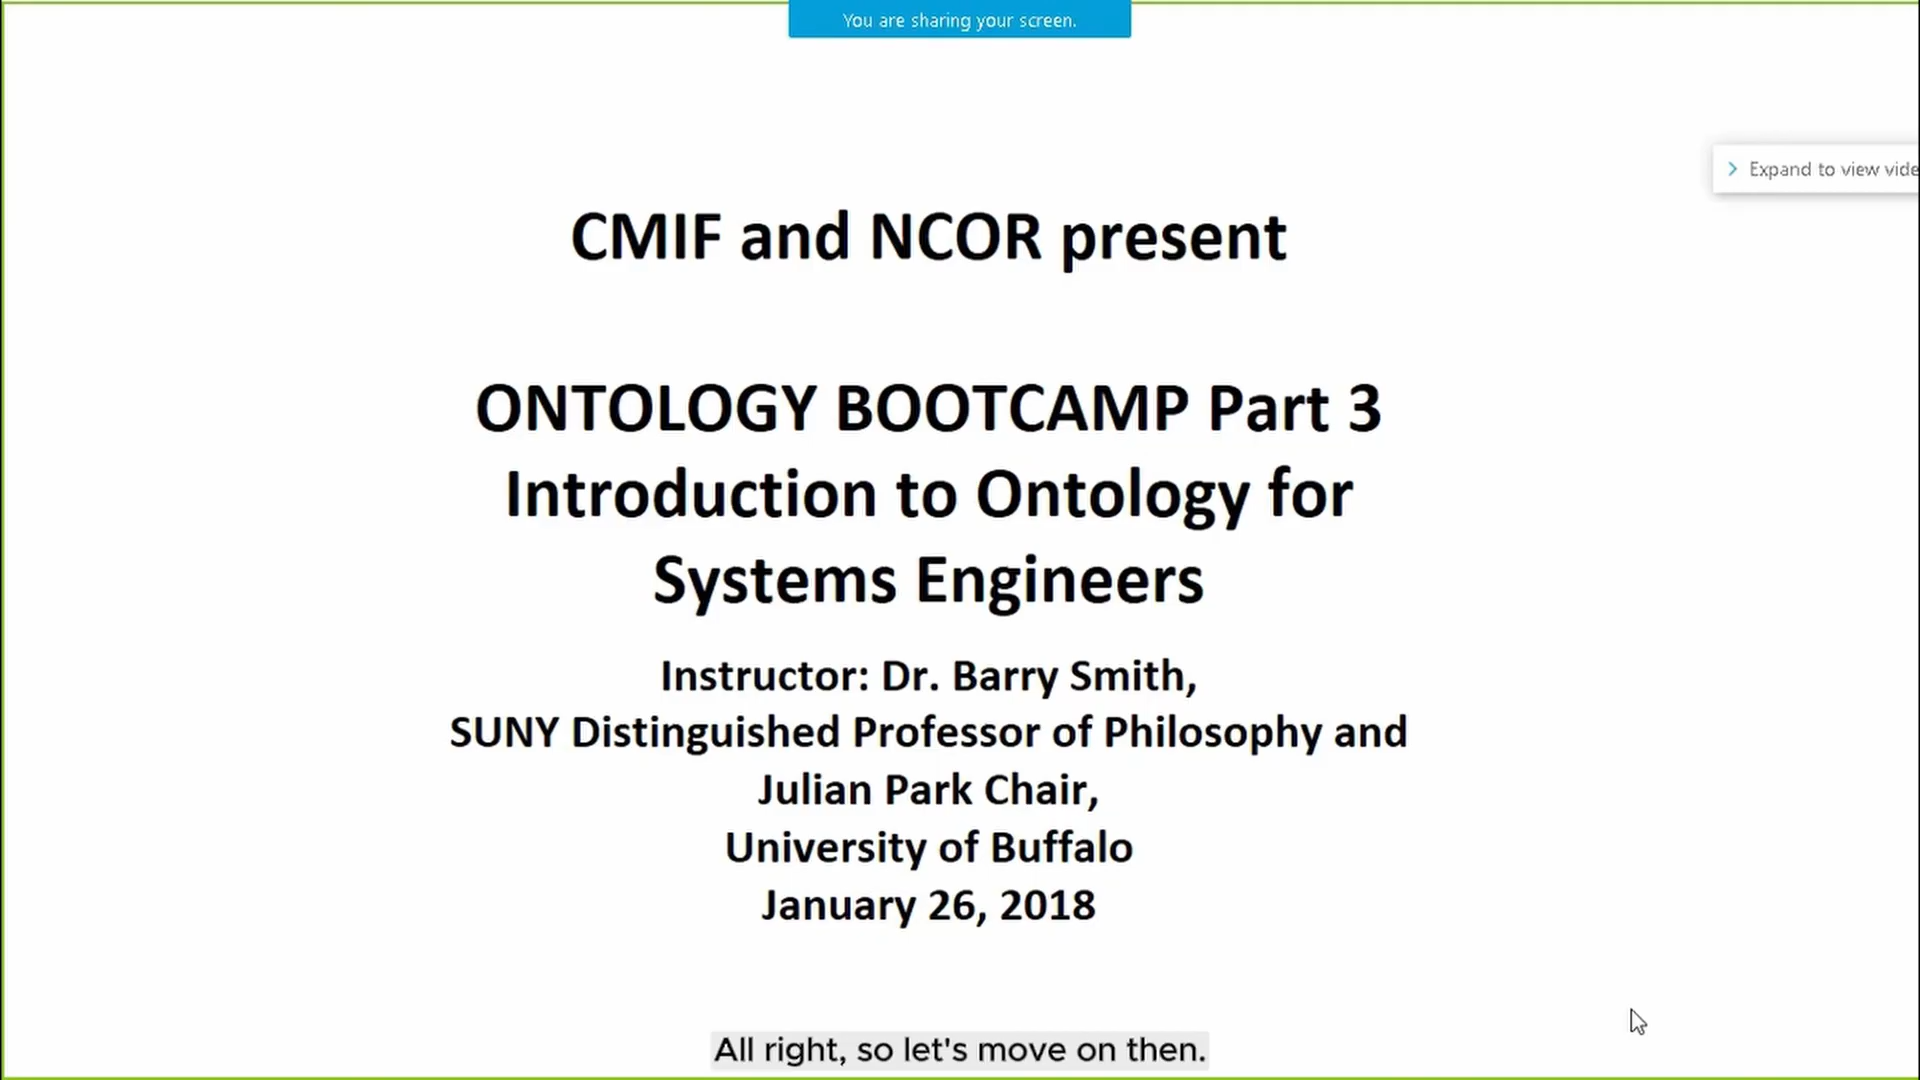 You are sharing your screen.
Expand to view vide
CMIF and NCOR present
ONTOLOGY BOOTCAMP Part 3
Introduction to Ontology for
Systems Engineers
Instructor: Dr. Barry Smith,
SUNY Distinguished Professor of Philosophy and
Julian Park Chair,
University of Buffalo
January 26, 2018
All right, so let's move on then.